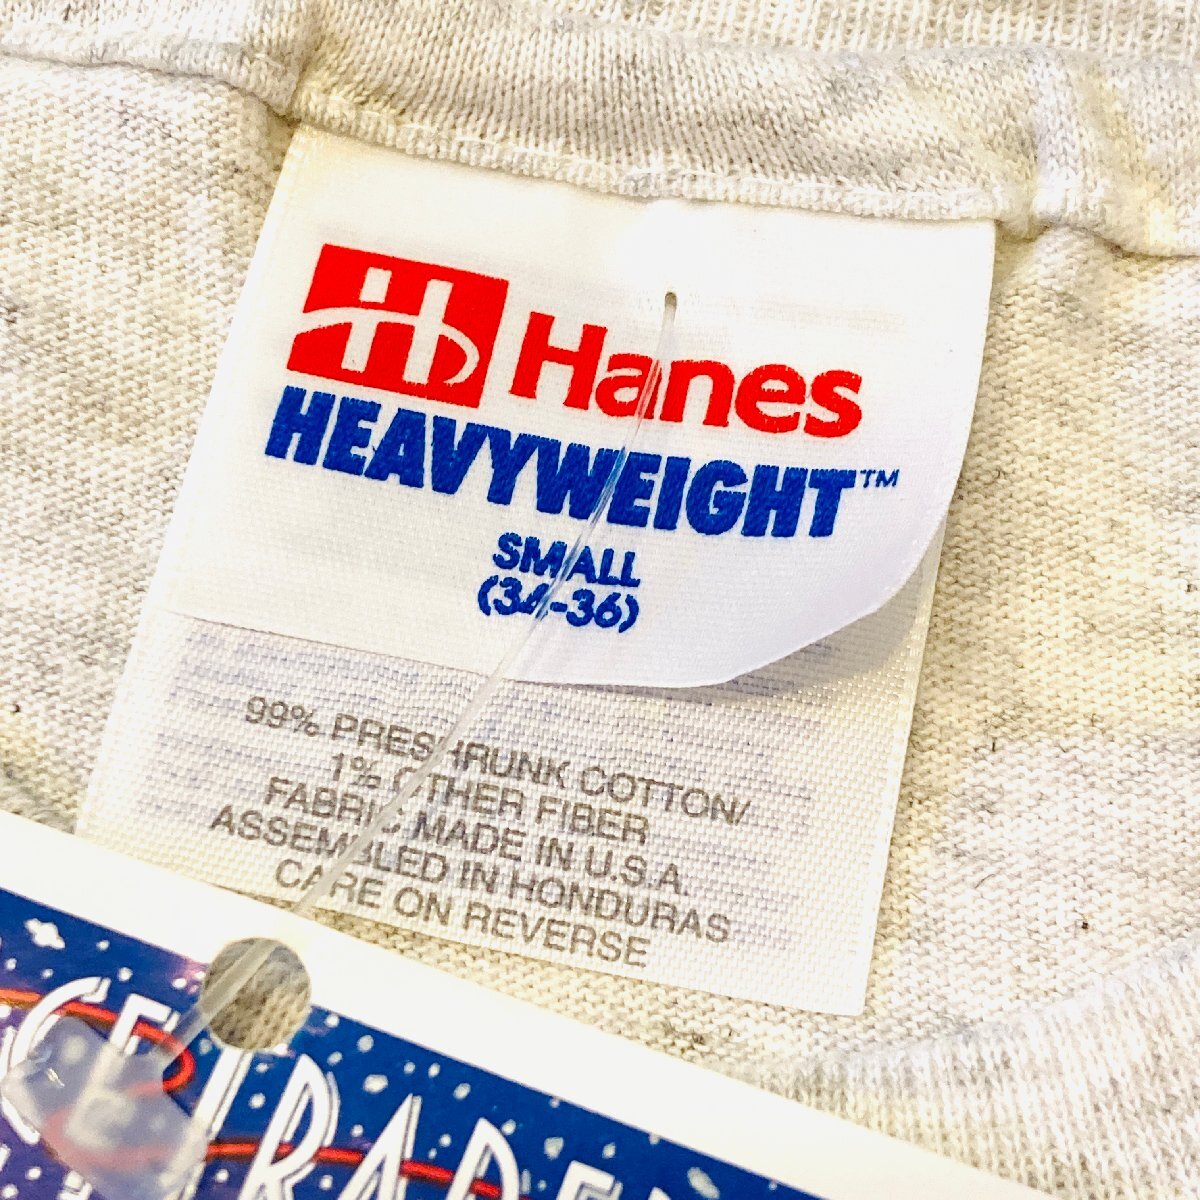 Hanes
HEAVYWEIGHT™
SMALL
(34-36)
99% PRESHRUNK COTTON/
1% OTHER FIBER
FABRIC MADE IN U.S.A.
ASSEMBLED IN HONDURAS
CARE ON REVERSE